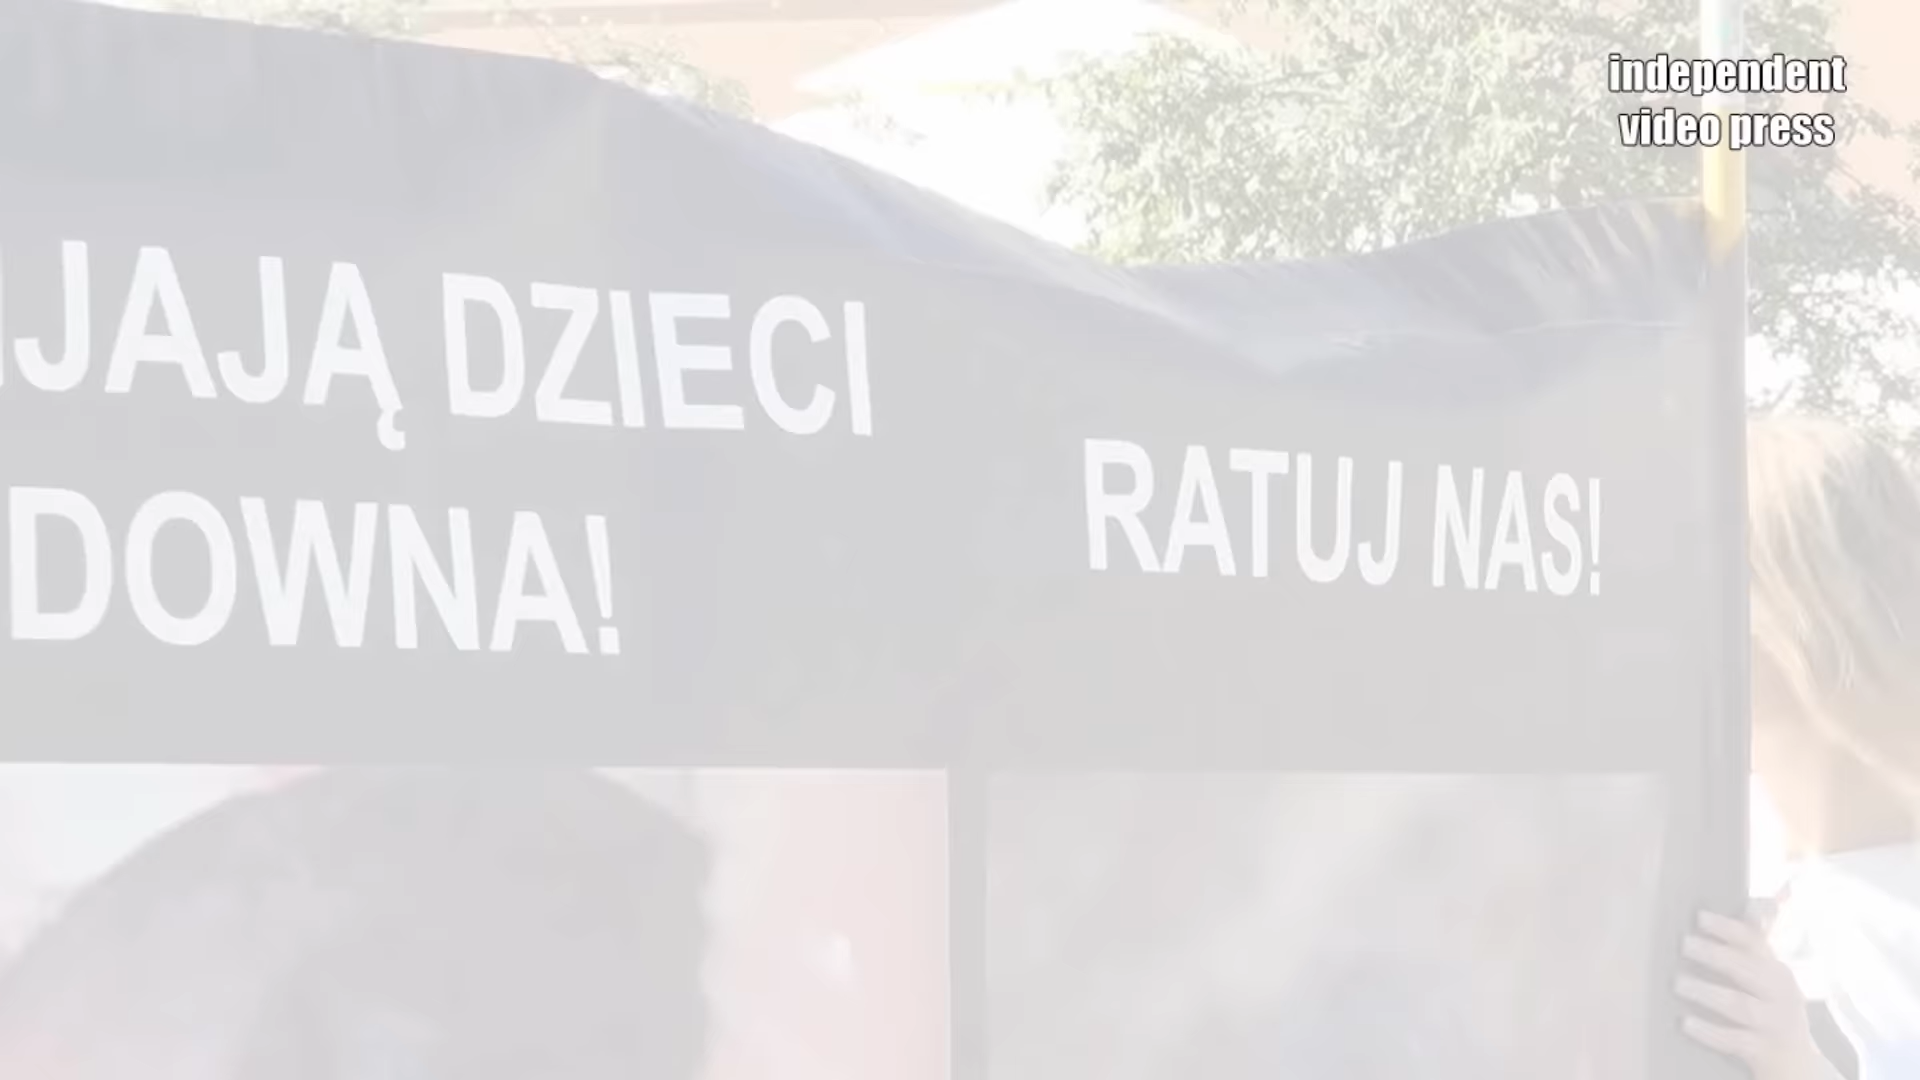 independent
video press
JAJĄ DZIECI
DOWNA!
RATUJ NAS!